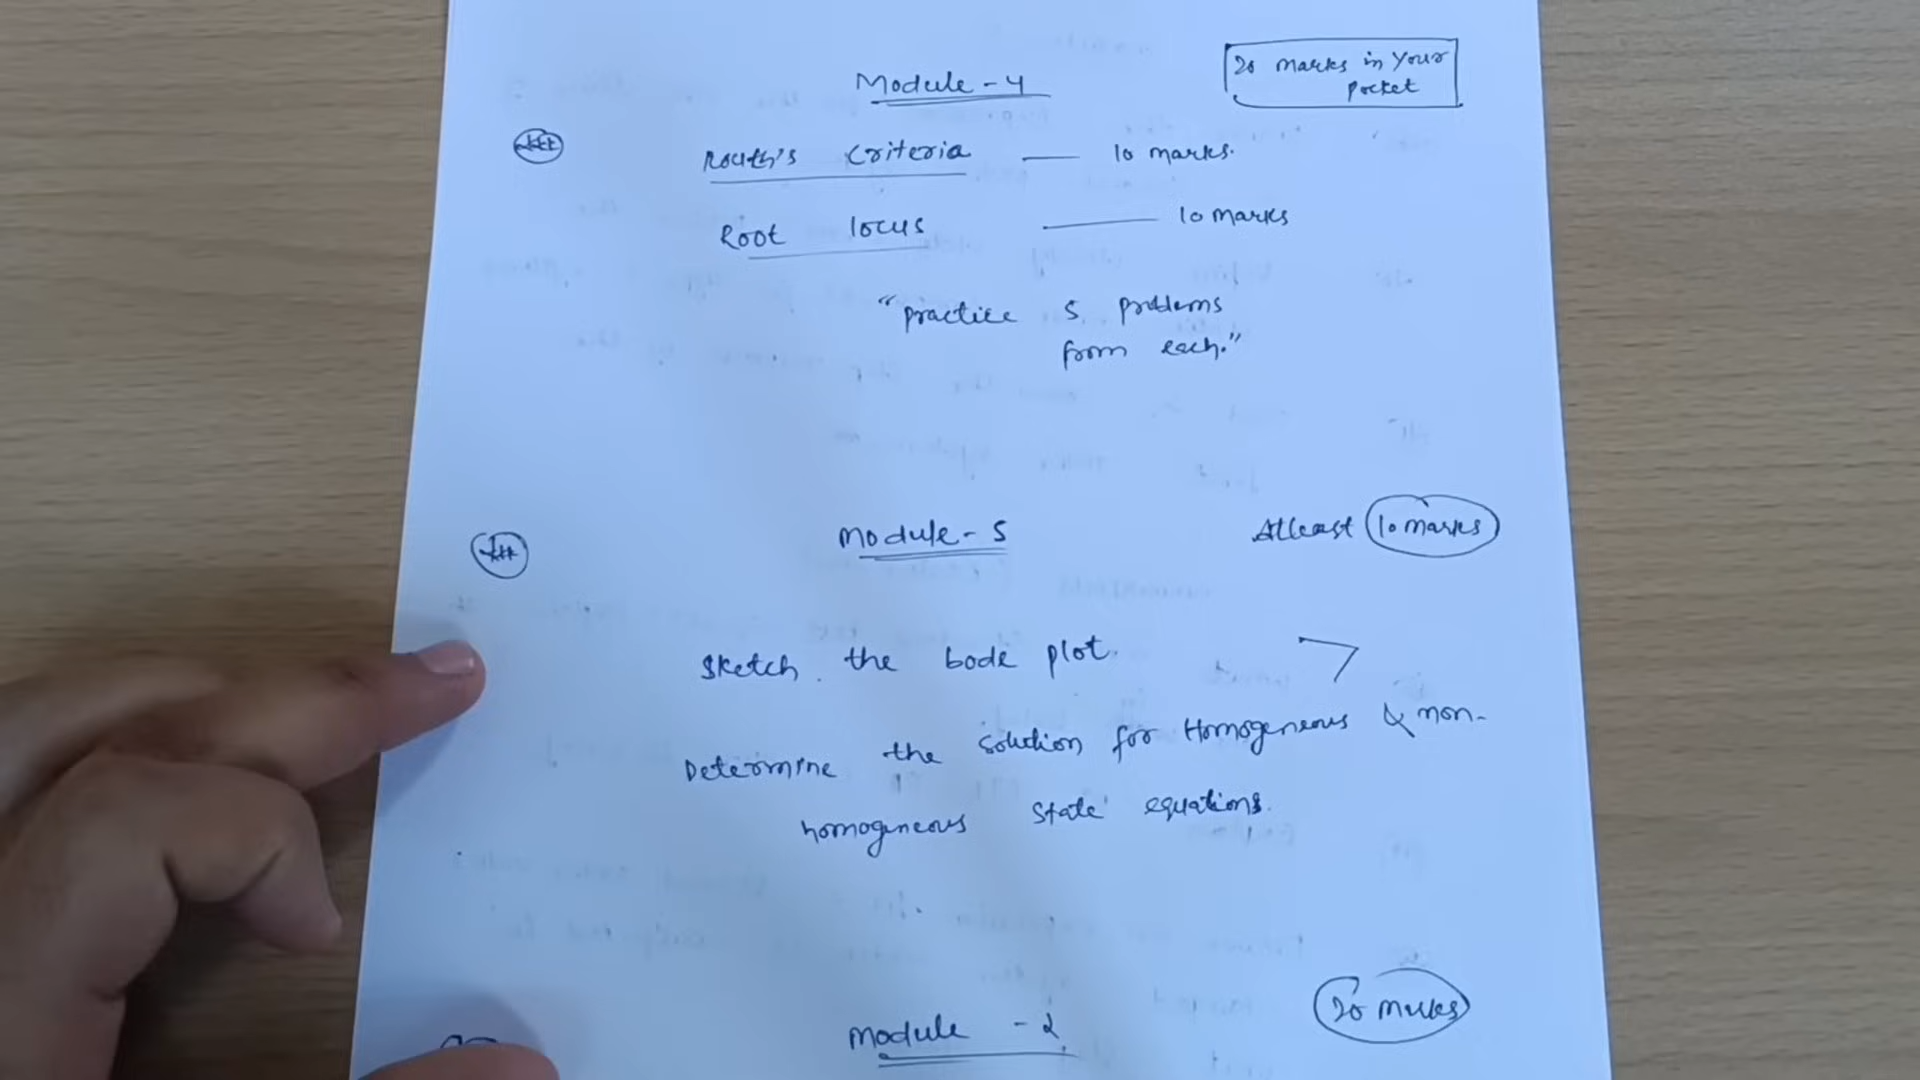 Module - 4
20 marks in Your
pocket
Routh's Criteria — 10 marks.
Root locus — 10 marks
"practice 5 problems
from each."
Module - 5
Atleast 10 marks
Sketch the bode plot.
Determine the solution for Homogeneous & non-
homogeneous state equations.
Module - 2
20 marks